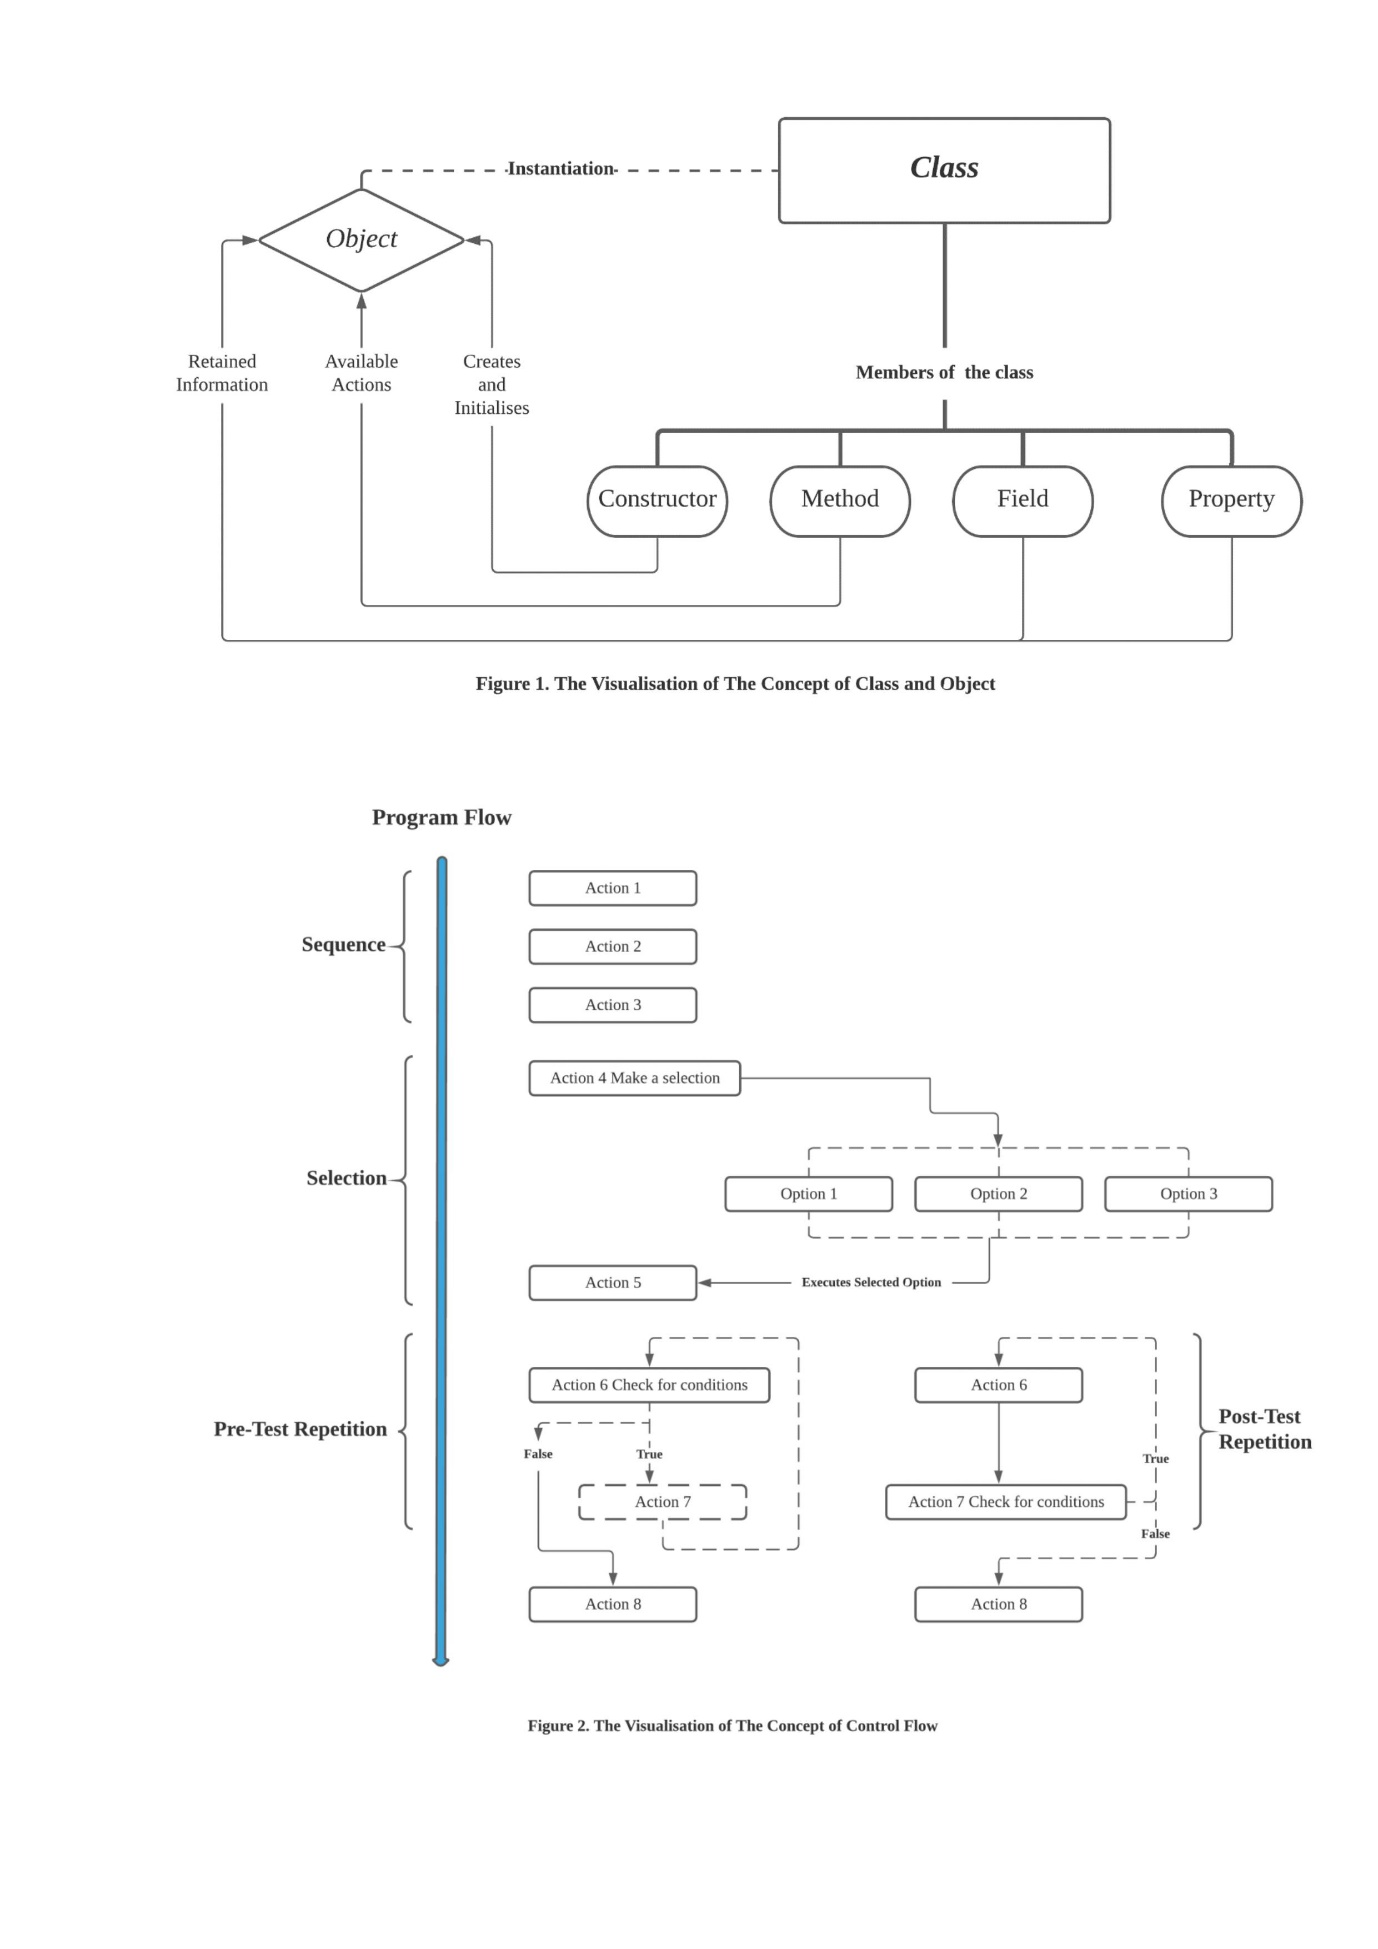 Class
Instantiation
Object
Retained
Information
Available
Actions
Creates
and
Initialises
Members of  the class
Constructor
Method
Field
Property
Figure 1. The Visualisation of The Concept of Class and Object
Program Flow
Sequence
Action 1
Action 2
Action 3
Selection
Action 4 Make a selection
Option 1
Option 2
Option 3
Executes Selected Option
Action 5
Pre-Test Repetition
Action 6 Check for conditions
False
True
Action 7
Action 8
Action 6
True
Action 7 Check for conditions
False
Action 8
Post-Test
Repetition
Figure 2. The Visualisation of The Concept of Control Flow